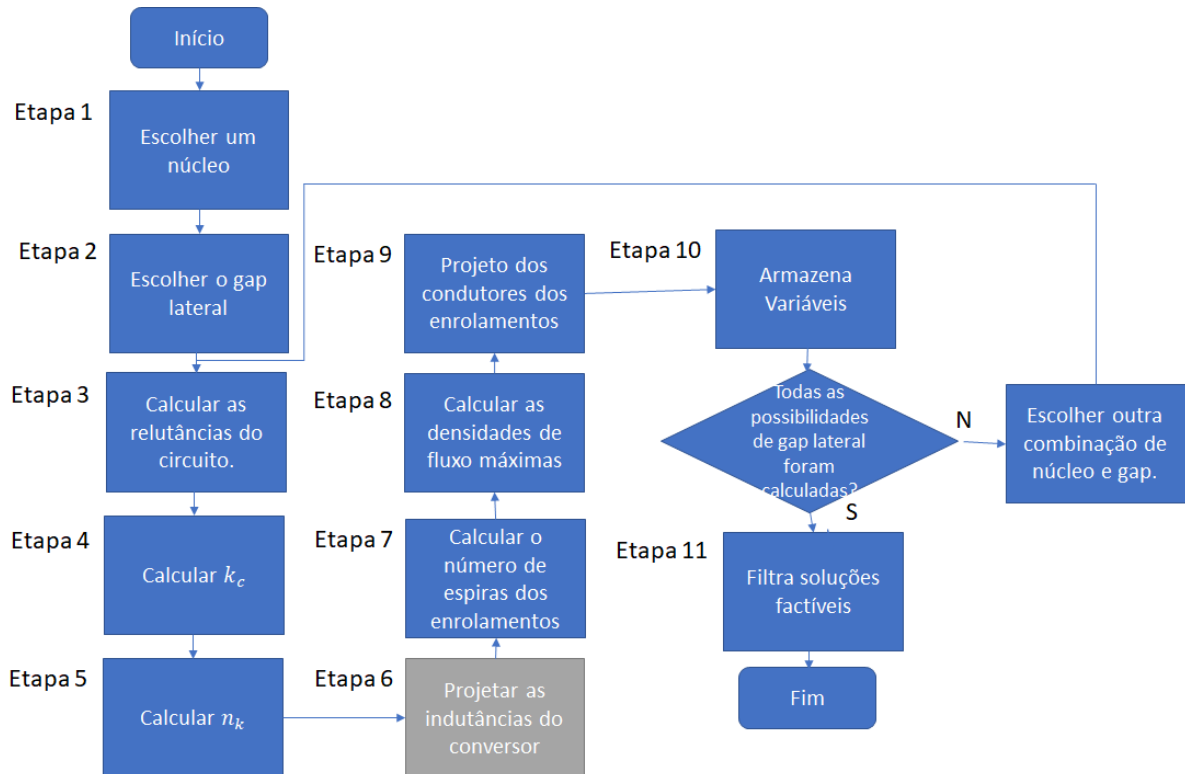 Início
Etapa 1
Escolher um
núcleo
Etapa 2
Escolher o gap
lateral
Etapa 3
Calcular as
relutâncias do
circuito.
Etapa 4
Calcular k_c
Etapa 5
Calcular n_k
Etapa 6
Projetar as
indutâncias do
conversor
Etapa 7
Calcular o
número de
espiras dos
enrolamentos
Etapa 8
Calcular as
densidades de
fluxo máximas
Etapa 9
Projeto dos
condutores dos
enrolamentos
Etapa 10
Armazena
Variáveis
Todas as
possibilidades
de gap lateral
foram
calculadas?
N
Escolher outra
combinação de
núcleo e gap.
S
Etapa 11
Filtra soluções
factíveis
Fim